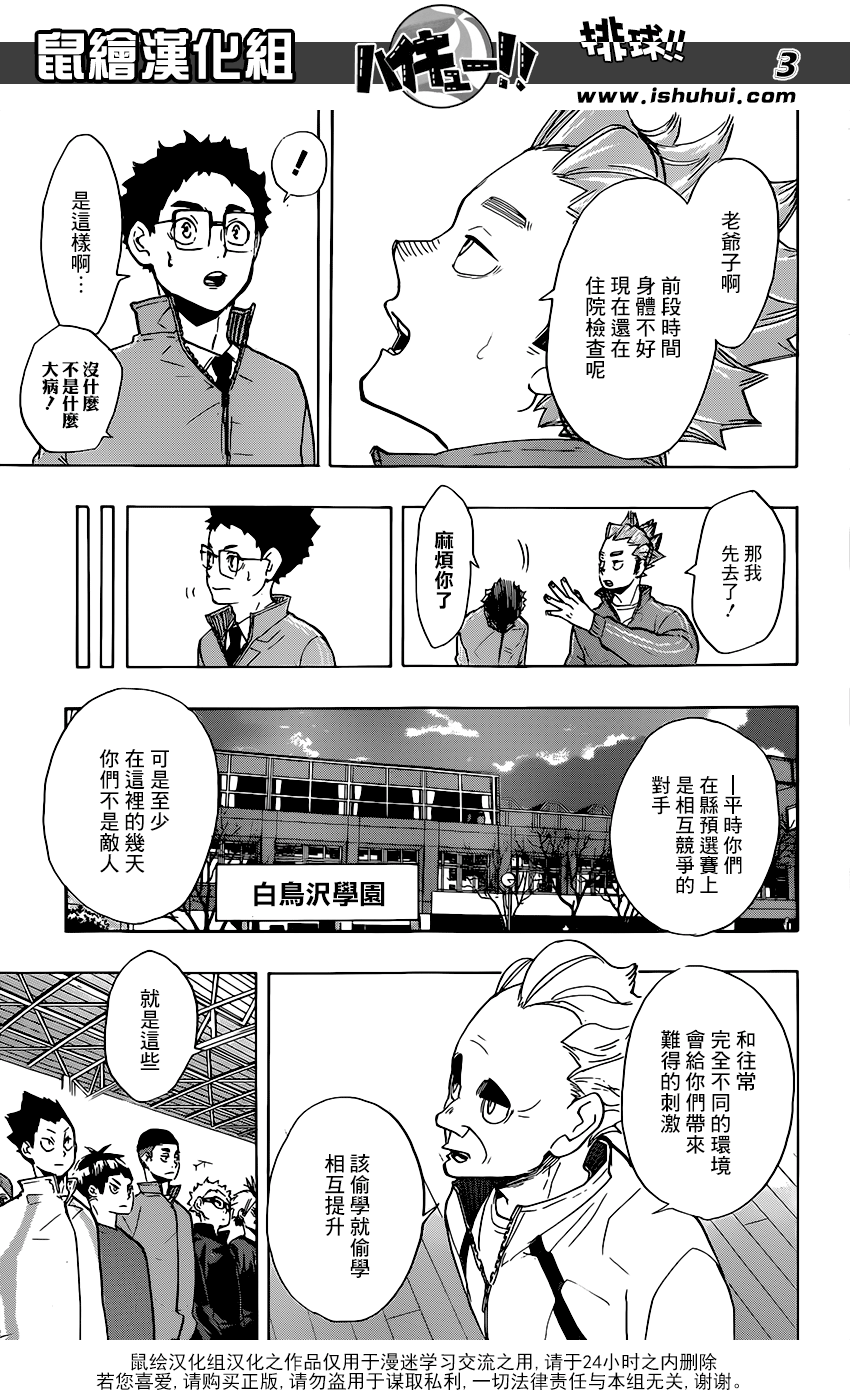 鼠繪漢化組
ハイキュー!!
排球!!
3
www.ishuhui.com
老爺子啊
前段時間
身體不好
現在還在
住院檢查呢
!
是這樣啊…
沒什麼
不是什麼
大病!
那我
先去了!
麻煩你了
—平時你們
在縣預選賽上
是相互競爭的
對手
可是至少
在這裡的幾天
你們不是敵人
白鳥沢學園
和往常
完全不同的環境
會給你們帶來
難得的刺激
該偷學就偷學
相互提升
就是這些
鼠绘汉化组汉化之作品仅用于漫迷学习交流之用,请于24小时之内删除
若您喜爱,请购买正版,请勿盗用于谋取私利,一切法律责任与本组无关,谢谢。